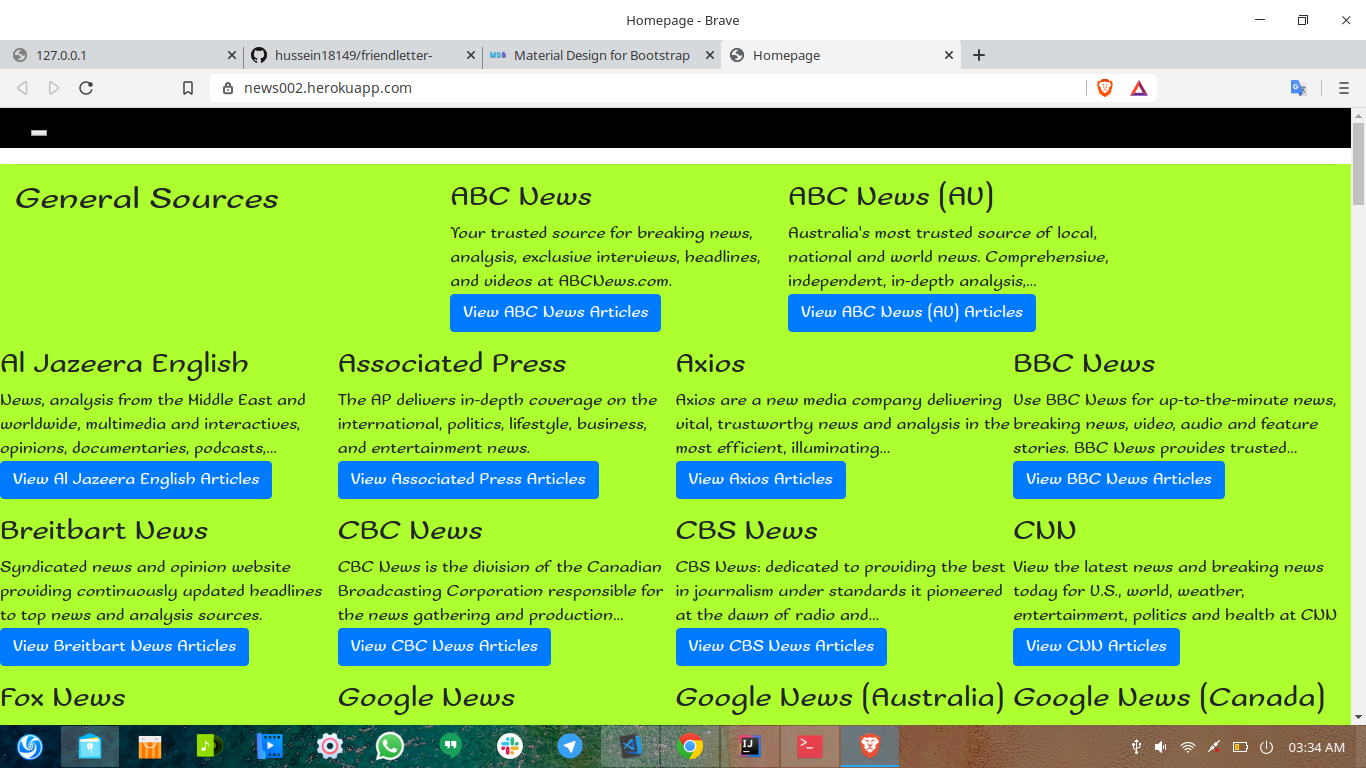 Homepage - Brave
127.0.0.1
hussein18149/friendletter-
MDB Material Design for Bootstrap
Homepage
news002.herokuapp.com
General Sources
ABC News
Your trusted source for breaking news,
analysis, exclusive interviews, headlines,
and videos at ABCNews.com.
View ABC News Articles
ABC News (AU)
Australia's most trusted source of local,
national and world news. Comprehensive,
independent, in-depth analysis,...
View ABC News (AU) Articles
Al Jazeera English
News, analysis from the Middle East and
worldwide, multimedia and interactives,
opinions, documentaries, podcasts,...
View Al Jazeera English Articles
Associated Press
The AP delivers in-depth coverage on the
international, politics, lifestyle, business,
and entertainment news.
View Associated Press Articles
Axios
Axios are a new media company delivering
vital, trustworthy news and analysis in the
most efficient, illuminating...
View Axios Articles
BBC News
Use BBC News for up-to-the-minute news,
breaking news, video, audio and feature
stories. BBC News provides trusted...
View BBC News Articles
Breitbart News
Syndicated news and opinion website
providing continuously updated headlines
to top news and analysis sources.
View Breitbart News Articles
CBC News
CBC News is the division of the Canadian
Broadcasting Corporation responsible for
the news gathering and production...
View CBC News Articles
CBS News
CBS News: dedicated to providing the best
in journalism under standards it pioneered
at the dawn of radio and...
View CBS News Articles
CNN
View the latest news and breaking news
today for U.S., world, weather,
entertainment, politics and health at CNN
View CNN Articles
Fox News
Google News
Google News (Australia)
Google News (Canada)
03:34 AM